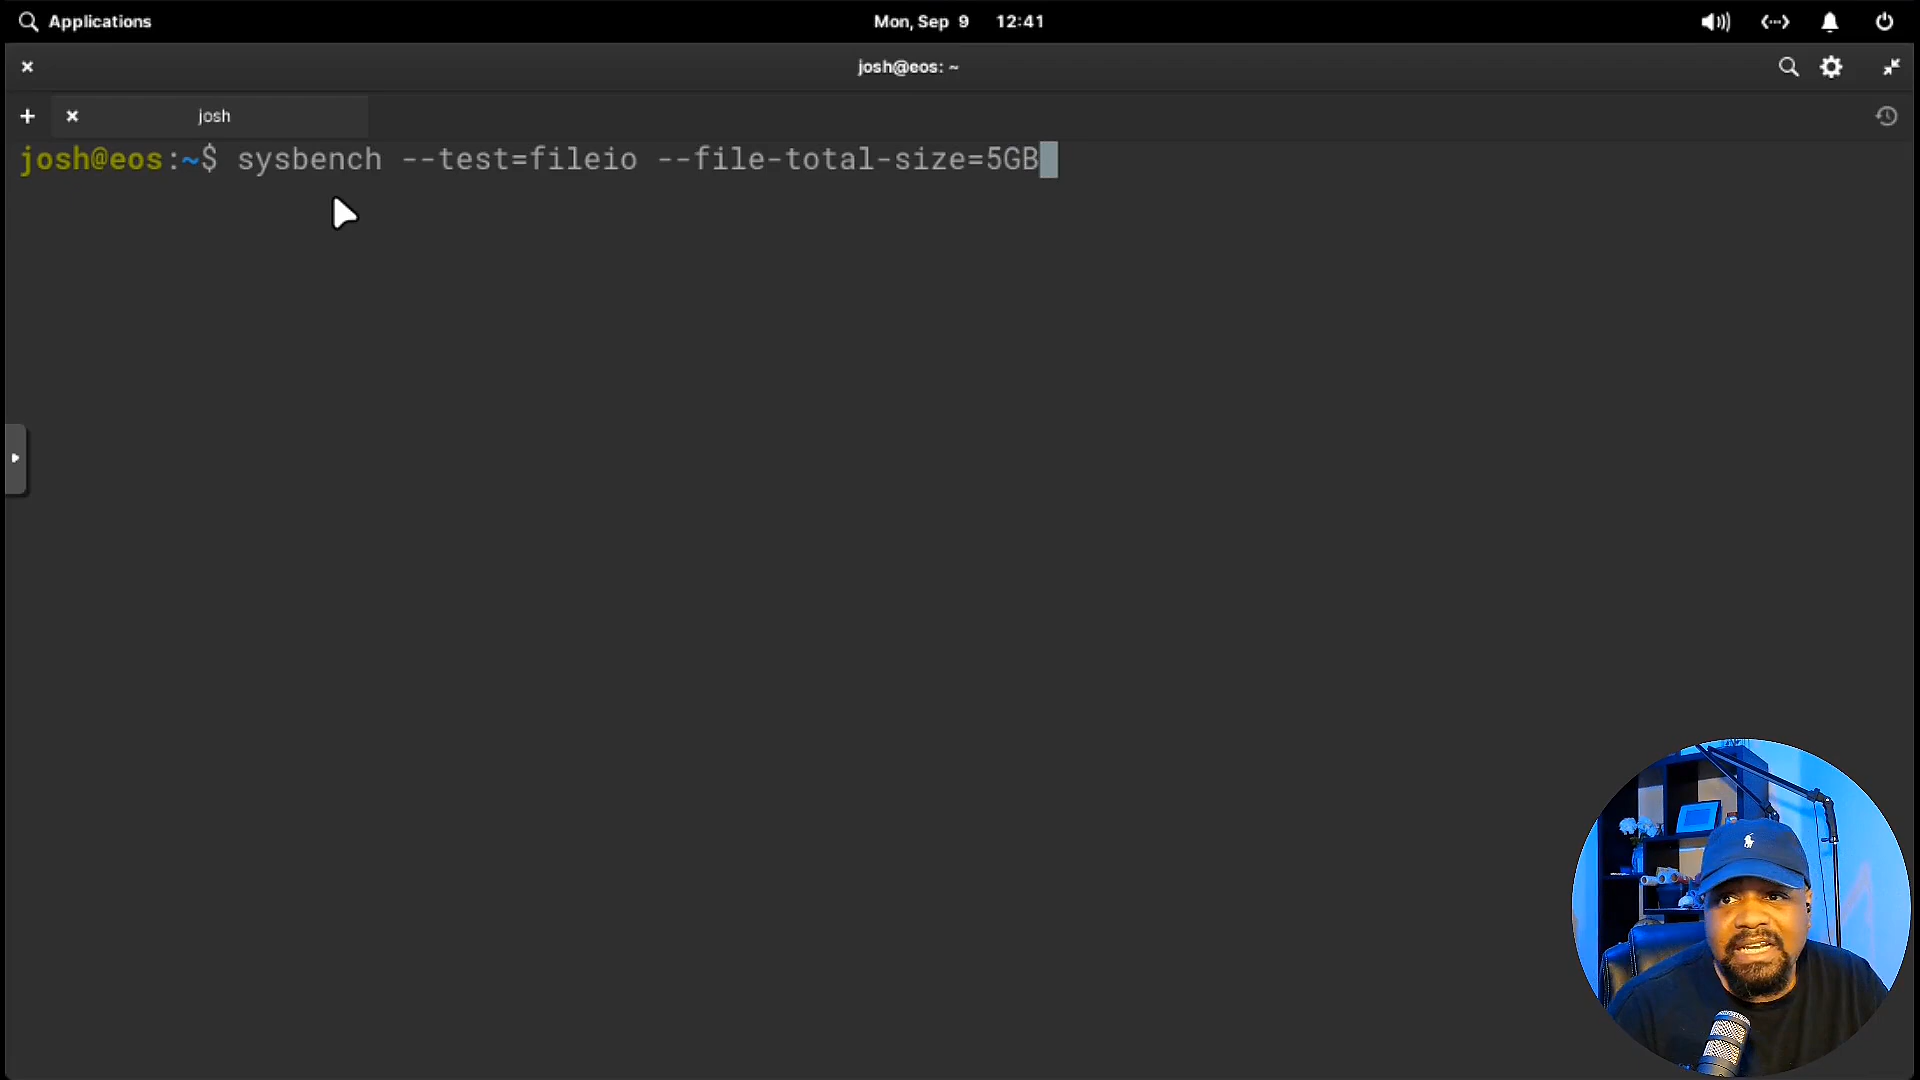 Applications
Mon, Sep 9 12:41
josh@eos: ~
josh
josh@eos:~$ sysbench --test=fileio --file-total-size=5GB